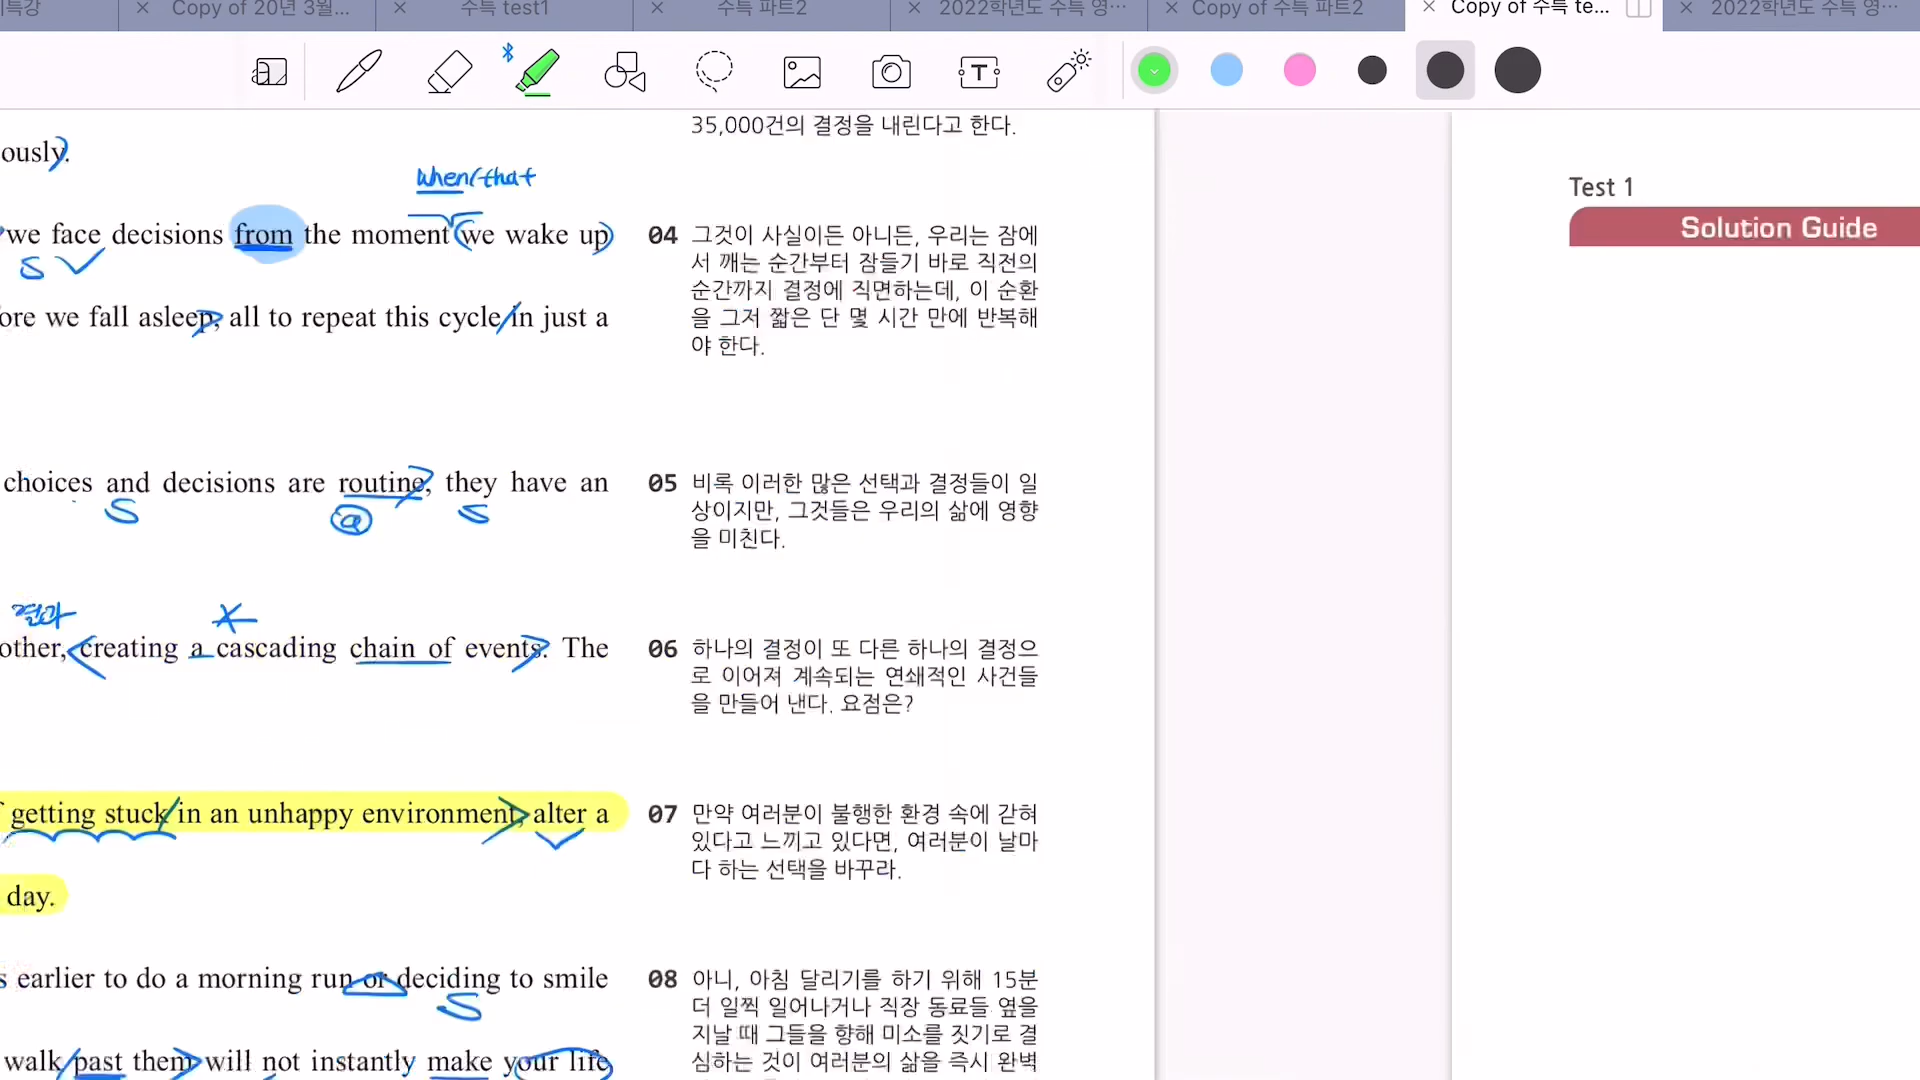 특강
Copy of 20년 3월...
수특 test1
수특 파트2
2022학년도 수특 영...
Copy of 수특 파트2
Copy of 수특 te...
2022학년도 수특 영...
35,000건의 결정을 내린다고 한다.
ously.
When(that
we face decisions from the moment we wake up
S
04 그것이 사실이든 아니든, 우리는 잠에
서 깨는 순간부터 잠들기 바로 직전의
순간까지 결정에 직면하는데, 이 순환
을 그저 짧은 단 몇 시간 만에 반복해
야 한다.
ore we fall asleep, all to repeat this cycle in just a
choices and decisions are routine, they have an
S
ⓐ
S
05 비록 이러한 많은 선택과 결정들이 일
상이지만, 그것들은 우리의 삶에 영향
을 미친다.
결과
other, creating a cascading chain of events. The
06 하나의 결정이 또 다른 하나의 결정으
로 이어져 계속되는 연쇄적인 사건들
을 만들어 낸다. 요점은?
getting stuck in an unhappy environment, alter a
day.
07 만약 여러분이 불행한 환경 속에 갇혀
있다고 느끼고 있다면, 여러분이 날마
다 하는 선택을 바꾸라.
s earlier to do a morning run or deciding to smile
S
walk past them will not instantly make your life
08 아니, 아침 달리기를 하기 위해 15분
더 일찍 일어나거나 직장 동료들 옆을
지날 때 그들을 향해 미소를 짓기로 결
심하는 것이 여러분의 삶을 즉시 완벽
Test 1
Solution Guide